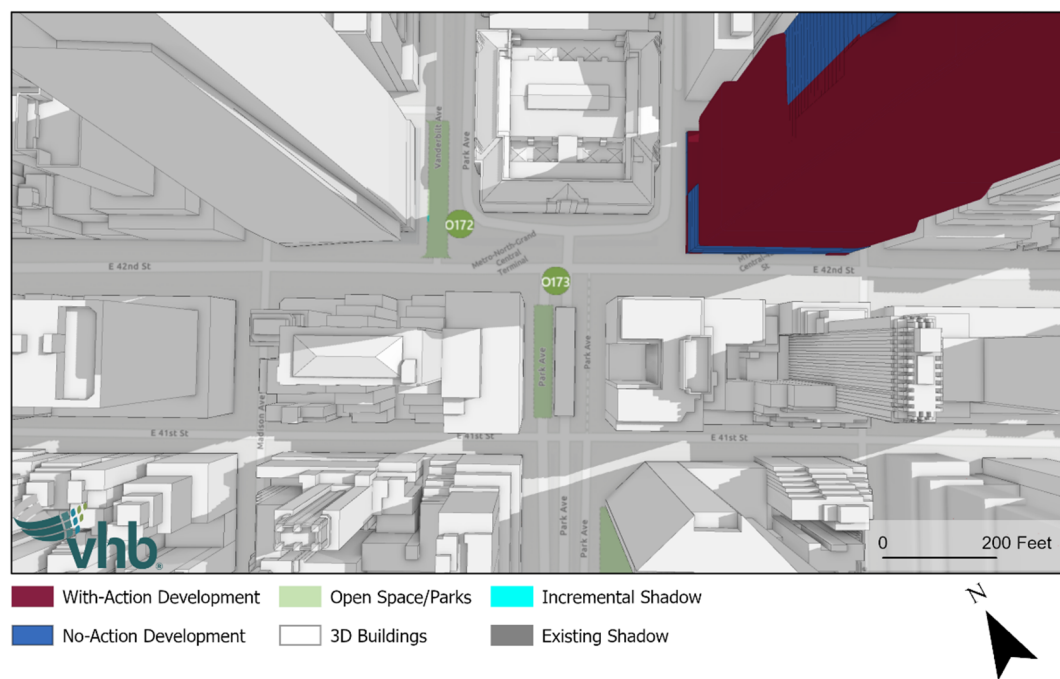 Vanderbilt Ave
Park Ave
O172
Metro-North-Grand
Central
Terminal
E 42nd St
E 42nd St
O173
Park Ave
Park Ave
Madison Ave
E 41st St
E 41st St
Park Ave
Park Ave
vhb
0 200 Feet
With-Action Development Open Space/Parks Incremental Shadow
No-Action Development 3D Buildings Existing Shadow
N